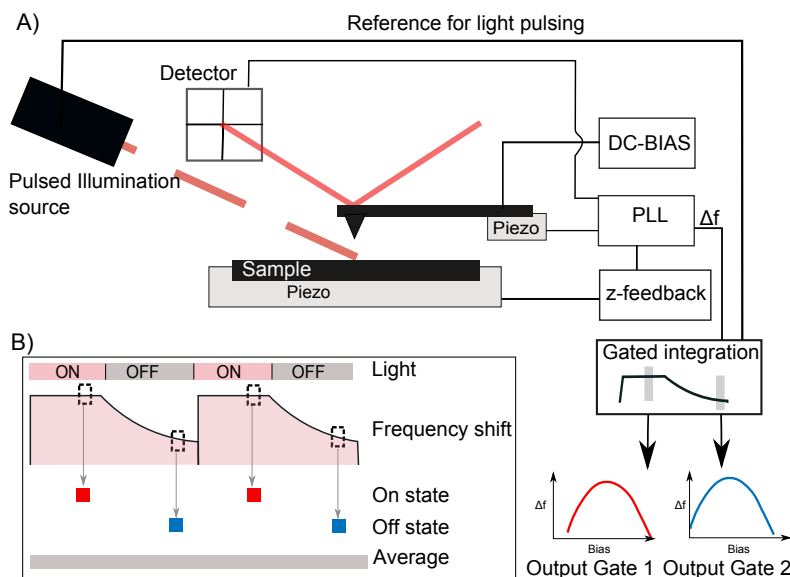 A)
Reference for light pulsing
Detector
Pulsed Illumination
source
DC-BIAS
PLL
Δf
Piezo
Sample
Piezo
z-feedback
Gated integration
B)
ON OFF ON OFF Light
Frequency shift
On state
Off state
Average
Δf
Bias
Output Gate 1
Δf
Bias
Output Gate 2